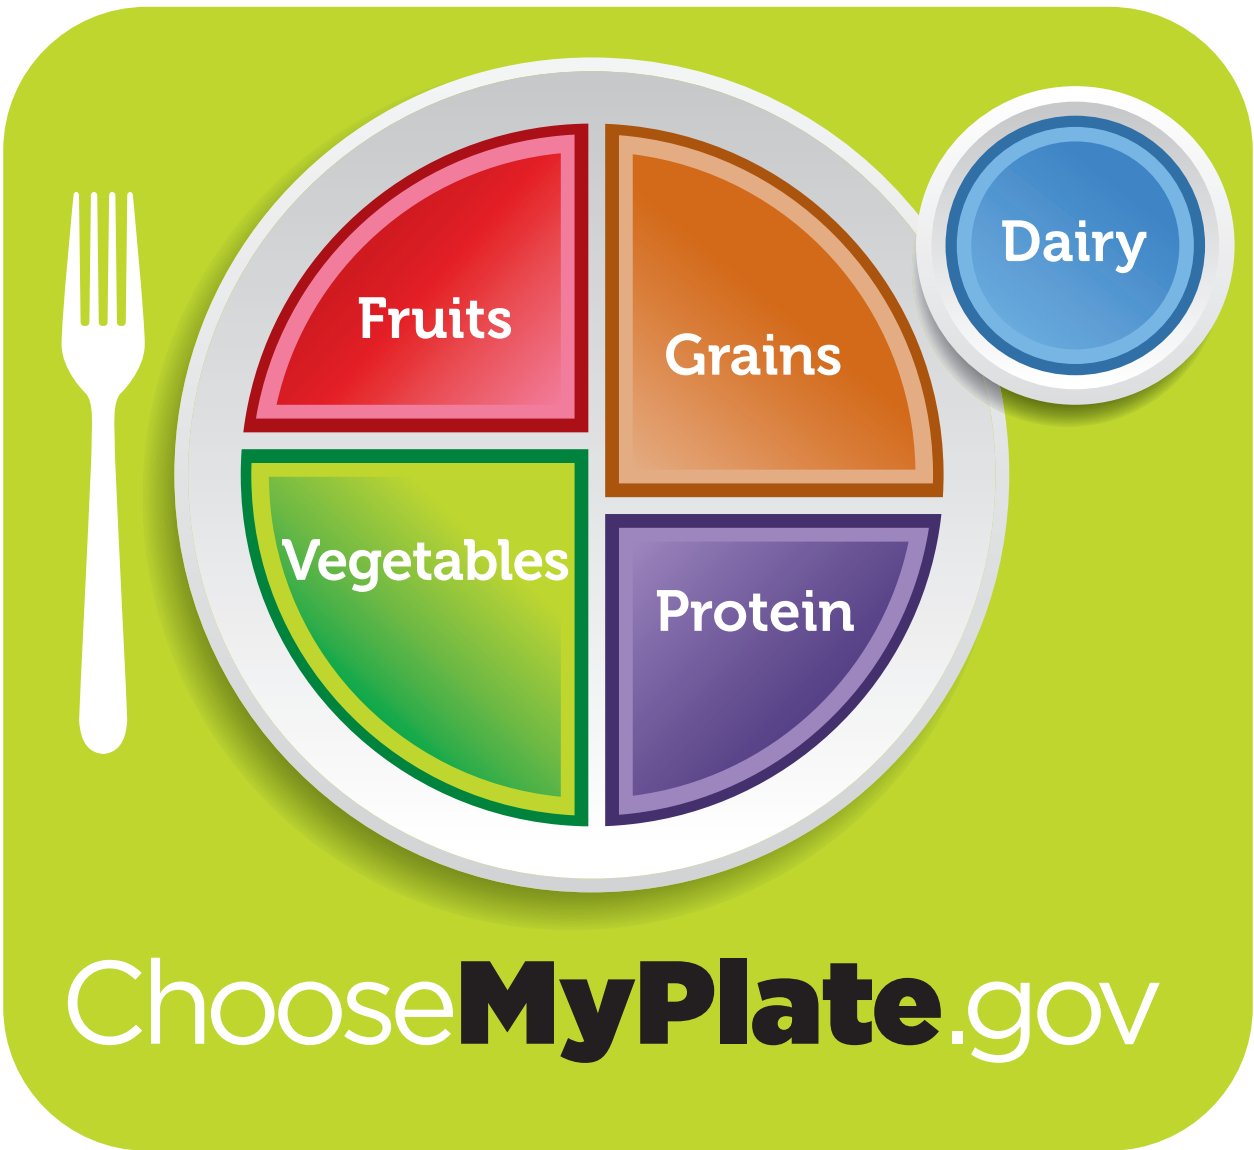 Fruits
Grains
Dairy
Vegetables
Protein
ChooseMyPlate.gov